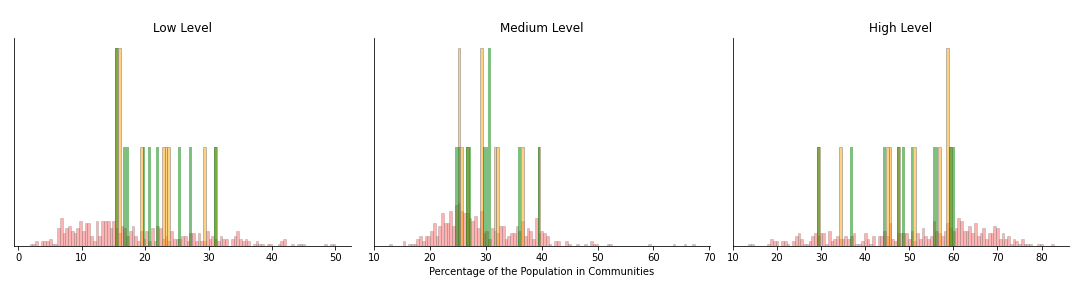 Low Level
Medium Level
High Level
0 10 20 30 40 50
10 20 30 40 50 60 70
10 20 30 40 50 60 70 80
Percentage of the Population in Communities